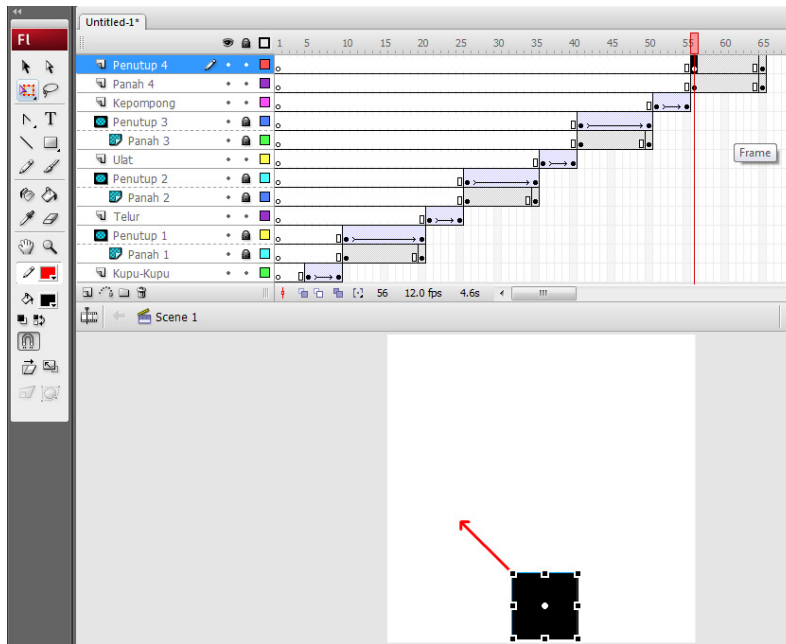 Untitled-1*
Fl
1 5 10 15 20 25 30 35 40 45 50 55 60 65
Penutup 4
Panah 4
Kepompong
Penutup 3
Panah 3
Ulat
Penutup 2
Panah 2
Telur
Penutup 1
Panah 1
Kupu-Kupu
Frame
T
56 12.0 fps 4.6s
Scene 1